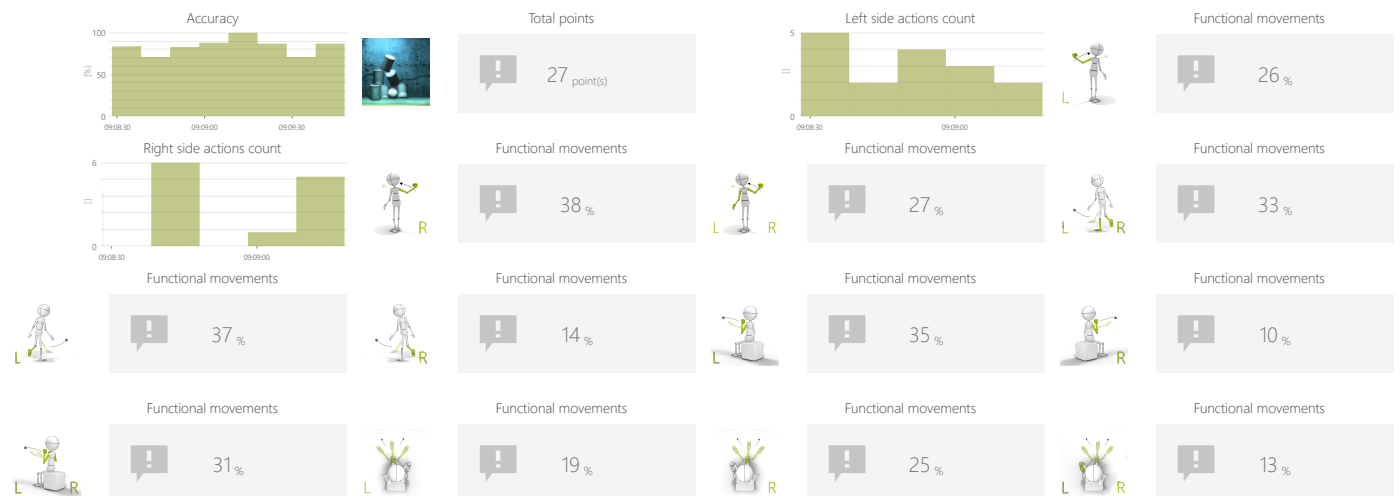 Accuracy
Total points
Left side actions count
Functional movements
100
50
0
[%]
09:08:30
09:09:00
09:09:30
27 point(s)
5
0
[]
09:08:30
09:09:00
L
26 %
Right side actions count
Functional movements
Functional movements
Functional movements
6
0
[]
09:08:30
09:09:00
R
38 %
L R
27 %
L R
33 %
Functional movements
Functional movements
Functional movements
Functional movements
L
37 %
R
14 %
L
35 %
R
10 %
Functional movements
Functional movements
Functional movements
Functional movements
L R
31 %
L
19 %
R
25 %
L R
13 %